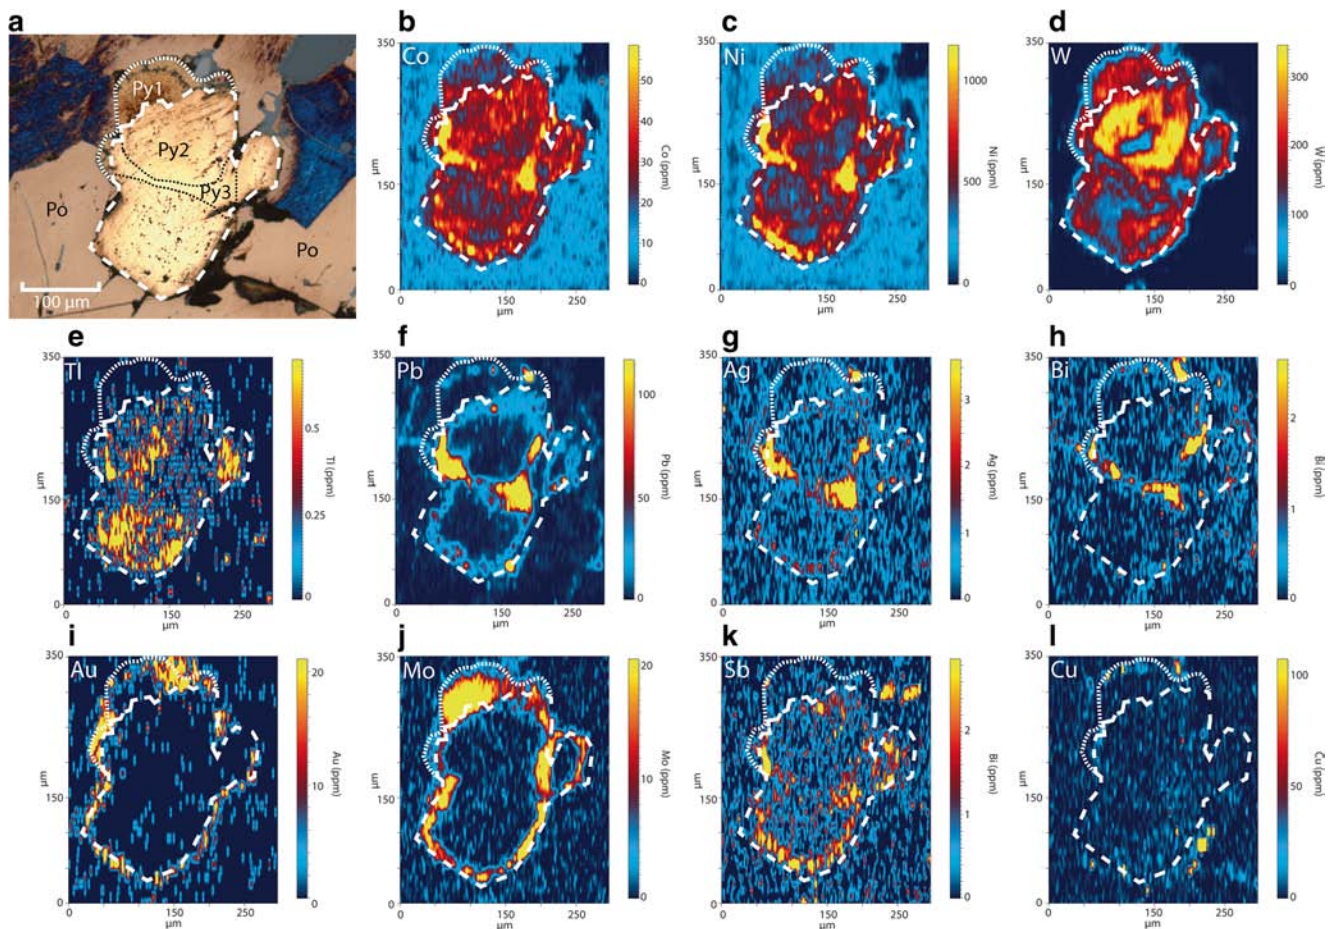 a
Py1
Py2
Py3
Po
Po
100 µm
b
Co
350
150
0
µm
0
150
250
µm
50
40
30
20
10
0
Co (ppm)
c
Ni
350
150
0
µm
0
150
250
µm
1000
500
0
Ni (ppm)
d
W
350
150
0
µm
0
150
250
µm
300
200
100
0
W (ppm)
e
Tl
350
150
0
µm
0
150
250
µm
0.5
0.25
0
Tl (ppm)
f
Pb
350
150
0
µm
0
150
250
µm
100
50
0
Pb (ppm)
g
Ag
350
150
0
µm
0
150
250
µm
3
2
1
0
Ag (ppm)
h
Bi
350
150
0
µm
0
150
250
µm
2
1
0
Bi (ppm)
i
Au
350
150
0
µm
0
150
250
µm
20
10
0
Au (ppm)
j
Mo
350
150
0
µm
0
150
250
µm
20
10
0
Mo (ppm)
k
Sb
350
150
0
µm
0
150
250
µm
2
1
0
Bi (ppm)
l
Cu
350
150
0
µm
0
150
250
µm
100
50
0
Cu (ppm)